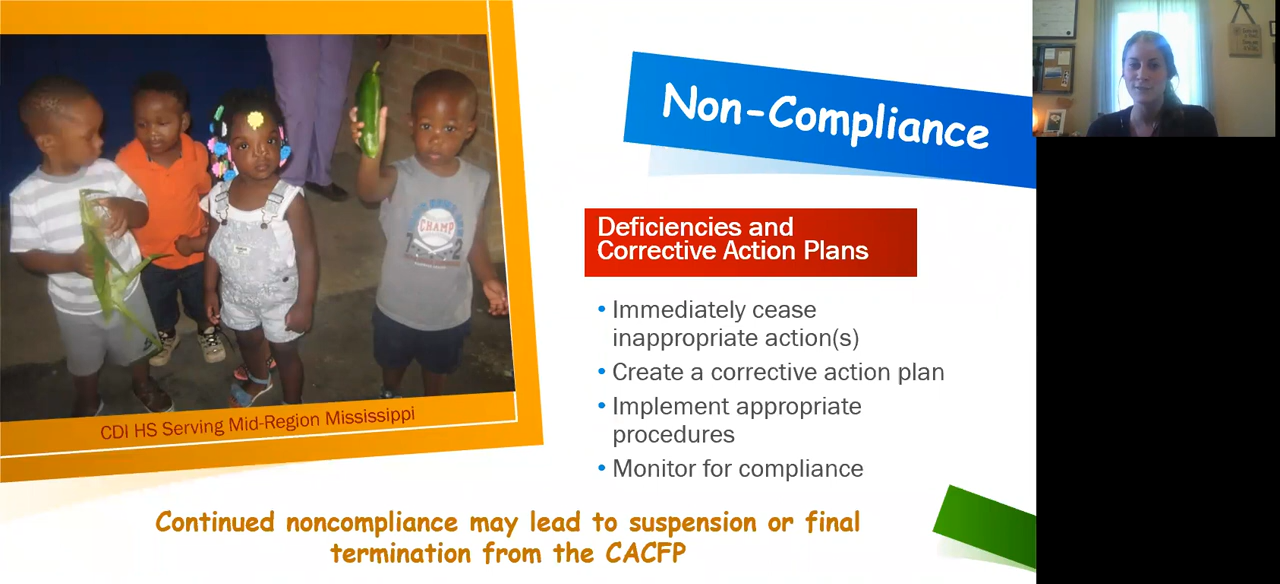 Non-Compliance
Deficiencies and
Corrective Action Plans
• Immediately cease
inappropriate action(s)
• Create a corrective action plan
• Implement appropriate
procedures
• Monitor for compliance
CHAMP
CDI HS Serving Mid-Region Mississippi
Continued noncompliance may lead to suspension or final
termination from the CACFP